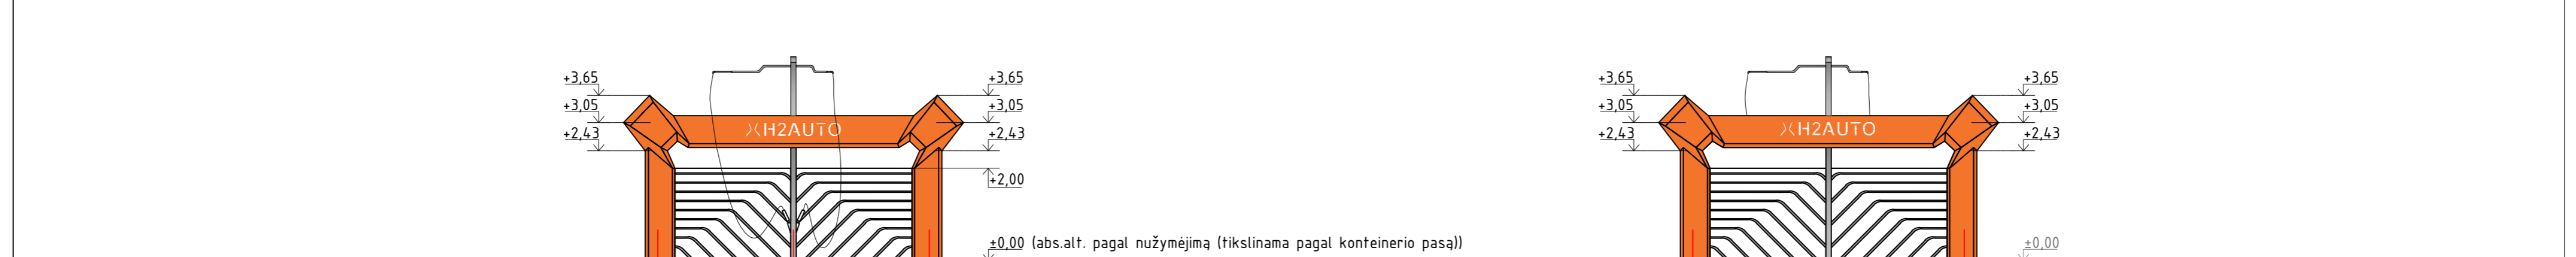 +3,65 +3,65 +3,65 +3,65
+3,05 +3,05 +3,05 +3,05
H2AUTO H2AUTO
+2,43 +2,43 +2,43 +2,43
+2,00
±0,00 (abs.alt. pagal nužymėjimą (tikslinama pagal konteinerio pasą)) ±0,00